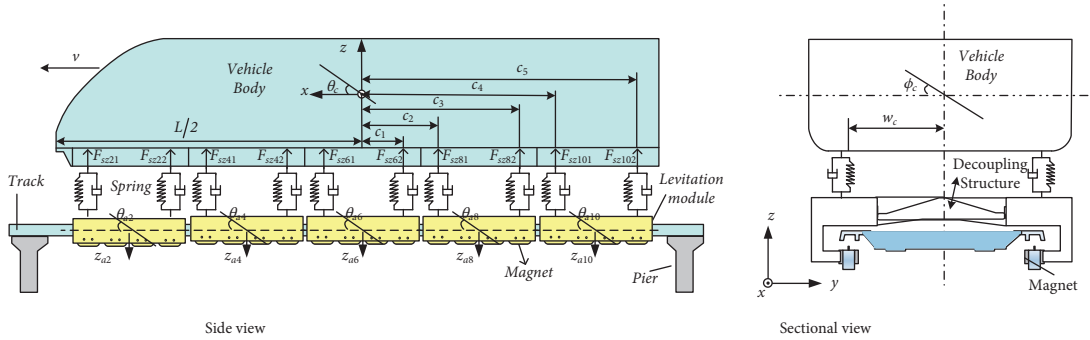 v
Vehicle
Body
z
x
θc
c5
c4
c3
c2
c1
L/2
Fsz21
Fsz22
Fsz41
Fsz42
Fsz61
Fsz62
Fsz81
Fsz82
Fsz101
Fsz102
Track
Spring
Levitation
module
θa2
θa4
θa6
θa8
θa10
za2
za4
za6
za8
za10
Magnet
Pier
Side view
Vehicle
Body
ϕc
wc
Decoupling
Structure
z
x
y
Magnet
Sectional view